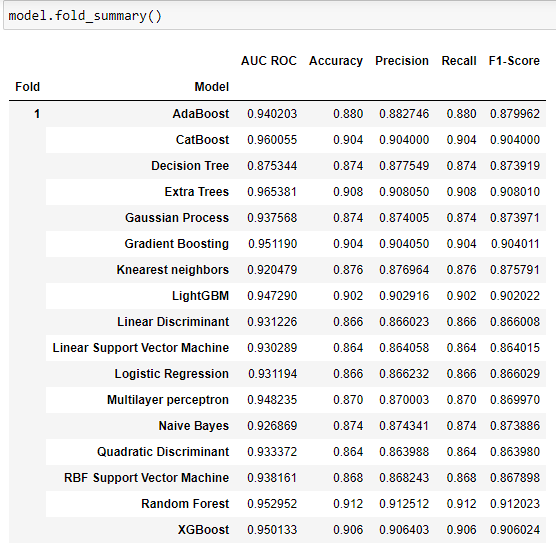 model.fold_summary()
AUC ROC Accuracy Precision Recall F1-Score
Fold Model
1 AdaBoost 0.940203 0.880 0.882746 0.880 0.879962
CatBoost 0.960055 0.904 0.904000 0.904 0.904000
Decision Tree 0.875344 0.874 0.877549 0.874 0.873919
Extra Trees 0.965381 0.908 0.908050 0.908 0.908010
Gaussian Process 0.937568 0.874 0.874005 0.874 0.873971
Gradient Boosting 0.951190 0.904 0.904050 0.904 0.904011
Knearest neighbors 0.920479 0.876 0.876964 0.876 0.875791
LightGBM 0.947290 0.902 0.902916 0.902 0.902022
Linear Discriminant 0.931226 0.866 0.866023 0.866 0.866008
Linear Support Vector Machine 0.930289 0.864 0.864058 0.864 0.864015
Logistic Regression 0.931194 0.866 0.866232 0.866 0.866029
Multilayer perceptron 0.948235 0.870 0.870003 0.870 0.869970
Naive Bayes 0.926869 0.874 0.874341 0.874 0.873886
Quadratic Discriminant 0.933372 0.864 0.863988 0.864 0.863980
RBF Support Vector Machine 0.938161 0.868 0.868243 0.868 0.867898
Random Forest 0.952952 0.912 0.912512 0.912 0.912023
XGBoost 0.950133 0.906 0.906403 0.906 0.906024